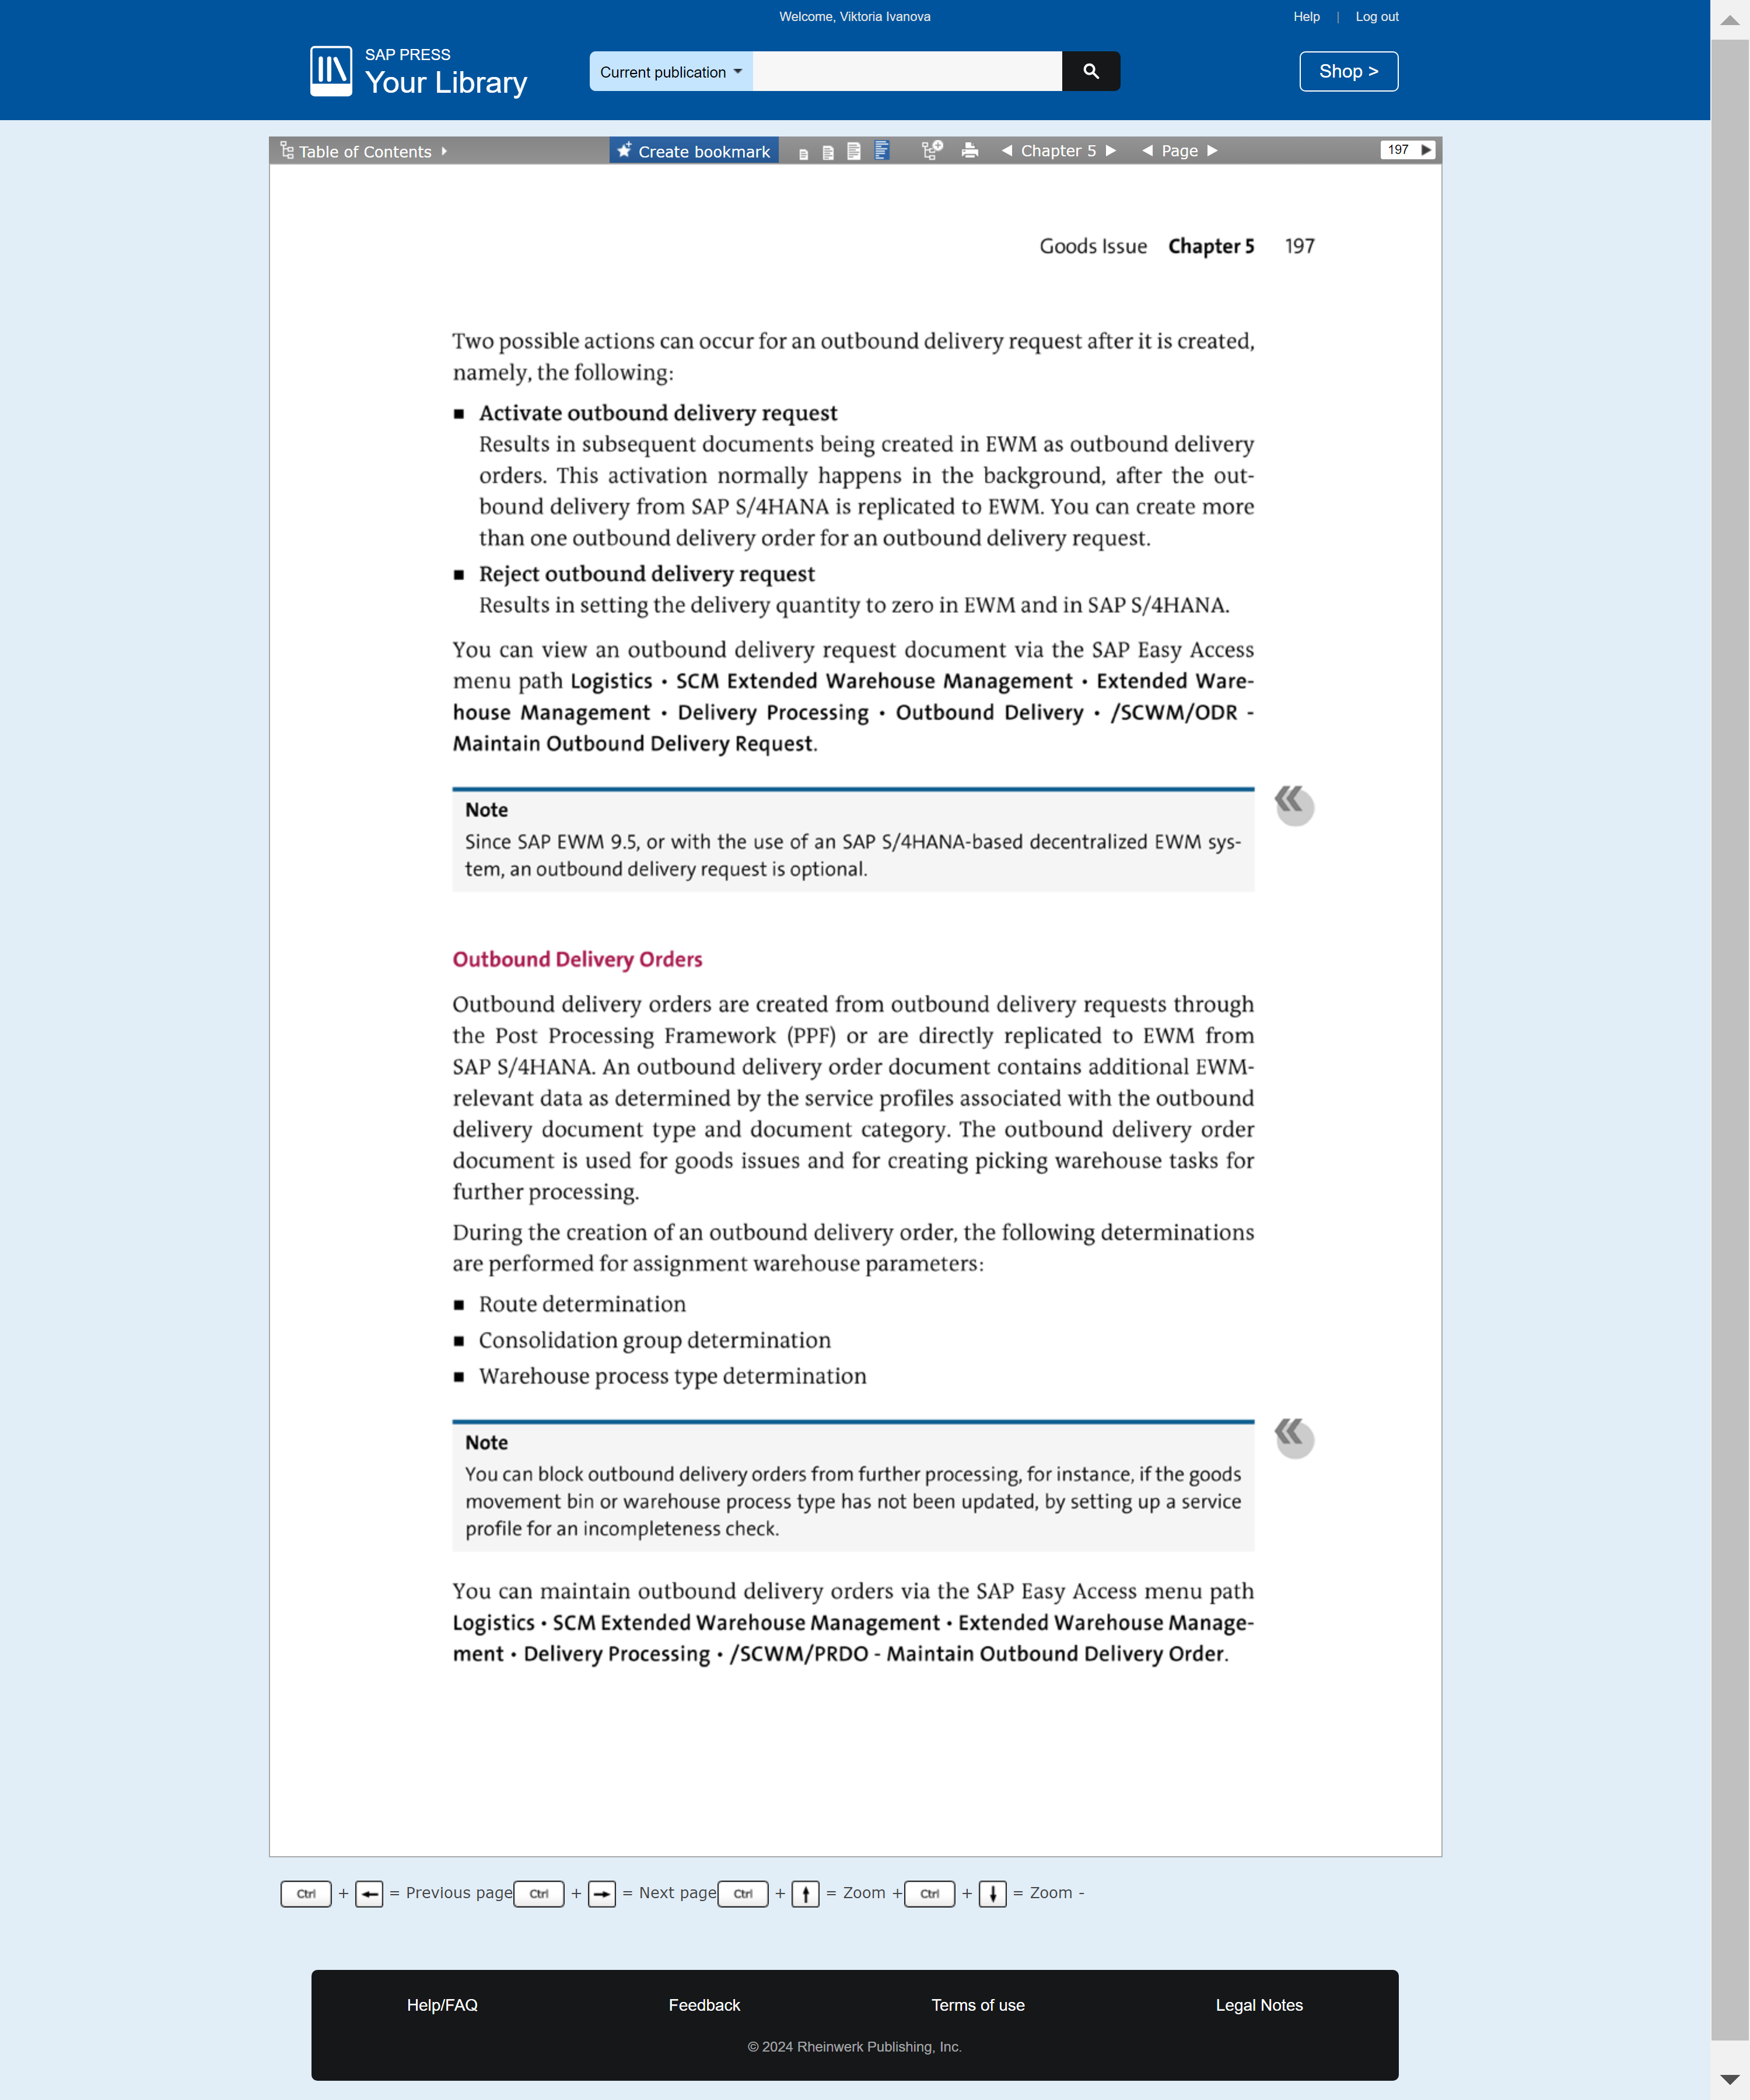 Welcome, Viktoria Ivanova
Help | Log out
SAP PRESS
Your Library
Current publication
Shop >
Table of Contents
Create bookmark
Chapter 5
Page
197
Goods Issue Chapter 5 197
Two possible actions can occur for an outbound delivery request after it is created,
namely, the following:
■ Activate outbound delivery request
Results in subsequent documents being created in EWM as outbound delivery
orders. This activation normally happens in the background, after the out-
bound delivery from SAP S/4HANA is replicated to EWM. You can create more
than one outbound delivery order for an outbound delivery request.
■ Reject outbound delivery request
Results in setting the delivery quantity to zero in EWM and in SAP S/4HANA.
You can view an outbound delivery request document via the SAP Easy Access
menu path Logistics • SCM Extended Warehouse Management • Extended Ware-
house Management • Delivery Processing • Outbound Delivery • /SCWM/ODR -
Maintain Outbound Delivery Request.
Note
Since SAP EWM 9.5, or with the use of an SAP S/4HANA-based decentralized EWM sys-
tem, an outbound delivery request is optional.
Outbound Delivery Orders
Outbound delivery orders are created from outbound delivery requests through
the Post Processing Framework (PPF) or are directly replicated to EWM from
SAP S/4HANA. An outbound delivery order document contains additional EWM-
relevant data as determined by the service profiles associated with the outbound
delivery document type and document category. The outbound delivery order
document is used for goods issues and for creating picking warehouse tasks for
further processing.
During the creation of an outbound delivery order, the following determinations
are performed for assignment warehouse parameters:
■ Route determination
■ Consolidation group determination
■ Warehouse process type determination
Note
You can block outbound delivery orders from further processing, for instance, if the goods
movement bin or warehouse process type has not been updated, by setting up a service
profile for an incompleteness check.
You can maintain outbound delivery orders via the SAP Easy Access menu path
Logistics • SCM Extended Warehouse Management • Extended Warehouse Manage-
ment • Delivery Processing • /SCWM/PRDO - Maintain Outbound Delivery Order.
Ctrl + ← = Previous page Ctrl + → = Next page Ctrl + ↑ = Zoom + Ctrl + ↓ = Zoom -
Help/FAQ Feedback Terms of use Legal Notes
© 2024 Rheinwerk Publishing, Inc.